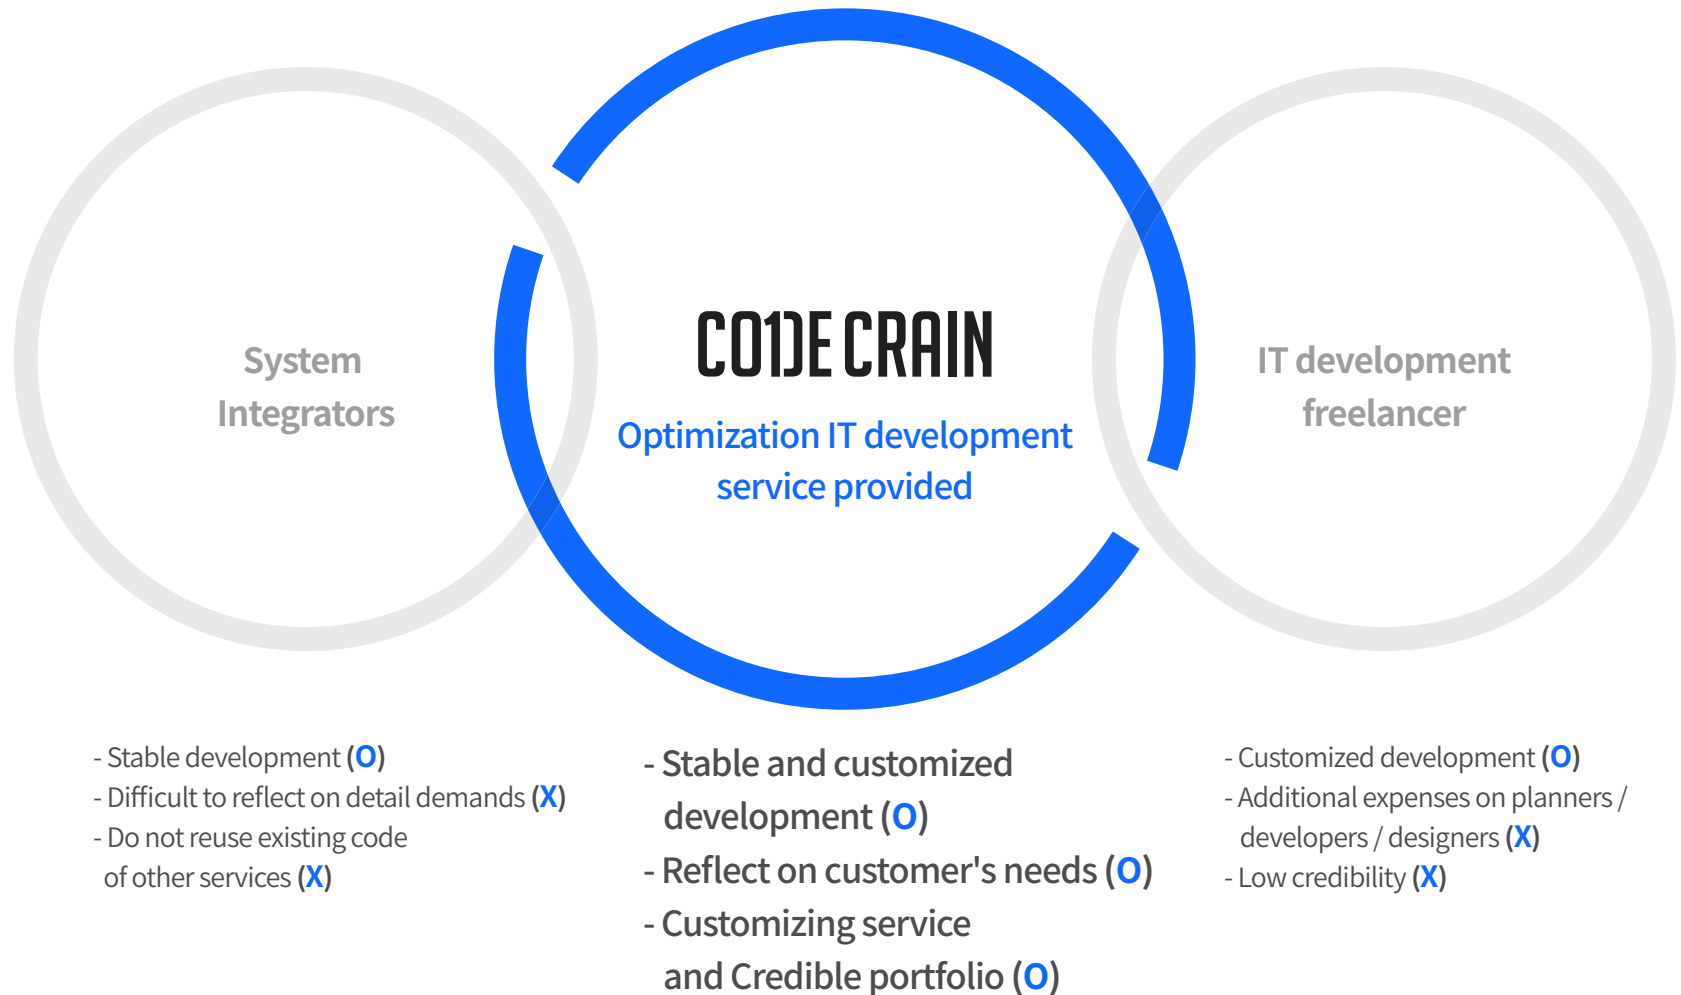 System
Integrators
CODE CRAIN
Optimization IT development
service provided
IT development
freelancer
- Stable development (O)
- Difficult to reflect on detail demands (X)
- Do not reuse existing code
of other services (X)
- Stable and customized
development (O)
- Reflect on customer's needs (O)
- Customizing service
and Credible portfolio (O)
- Customized development (O)
- Additional expenses on planners /
developers / designers (X)
- Low credibility (X)